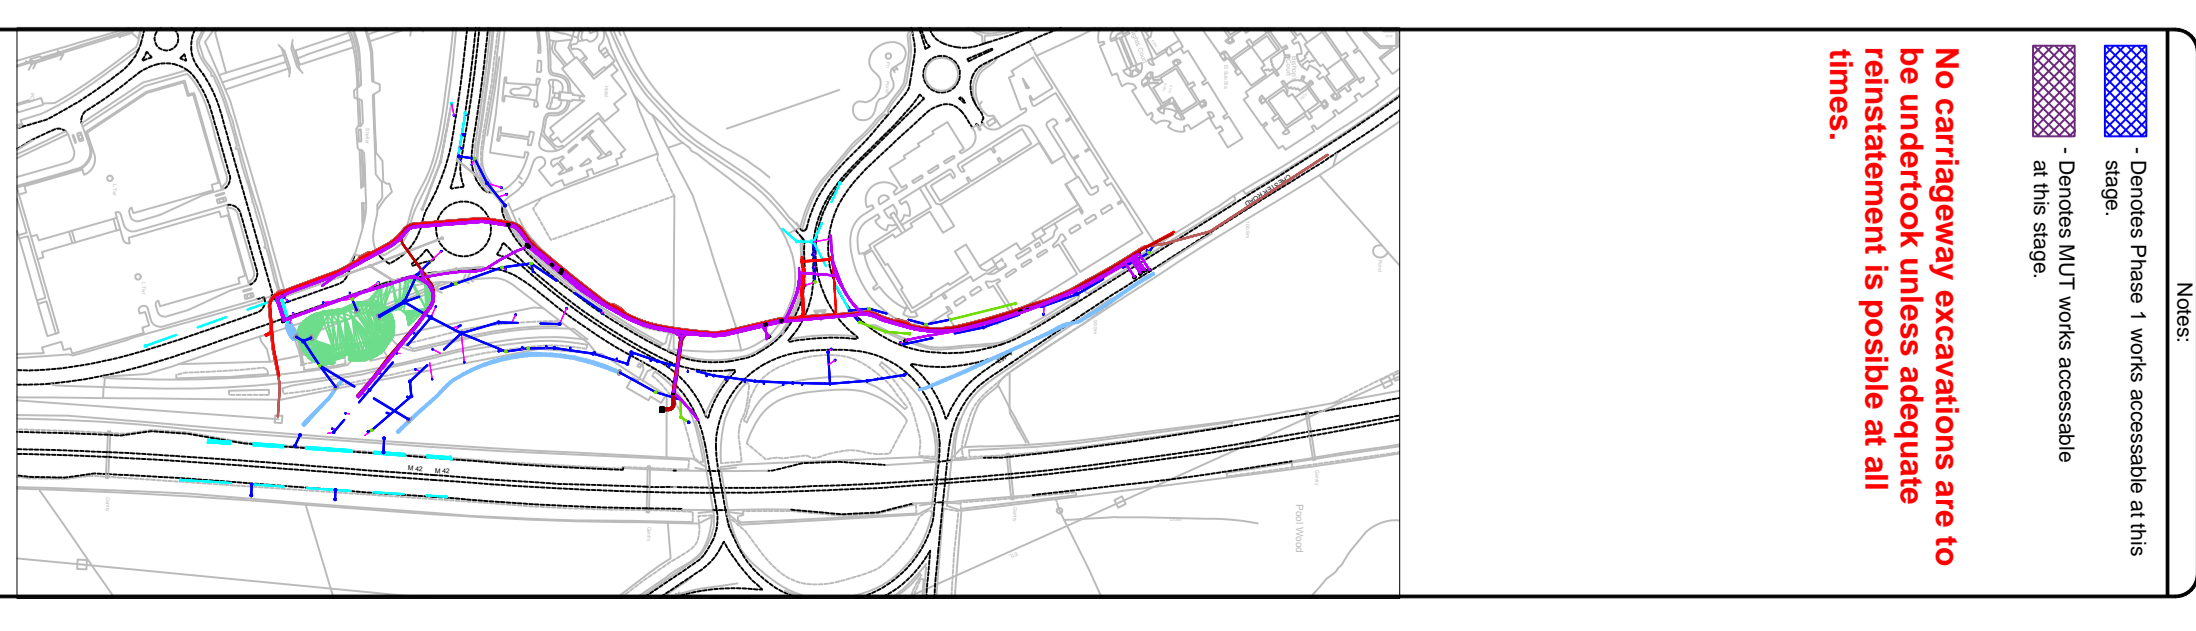 Notes:
- Denotes Phase 1 works accessable at this
stage.
- Denotes MUT works accessable
at this stage.
No carriageway excavations are to
be undertook unless adequate
reinstatement is posible at all
times.
M 42
M 42
Pool Wood